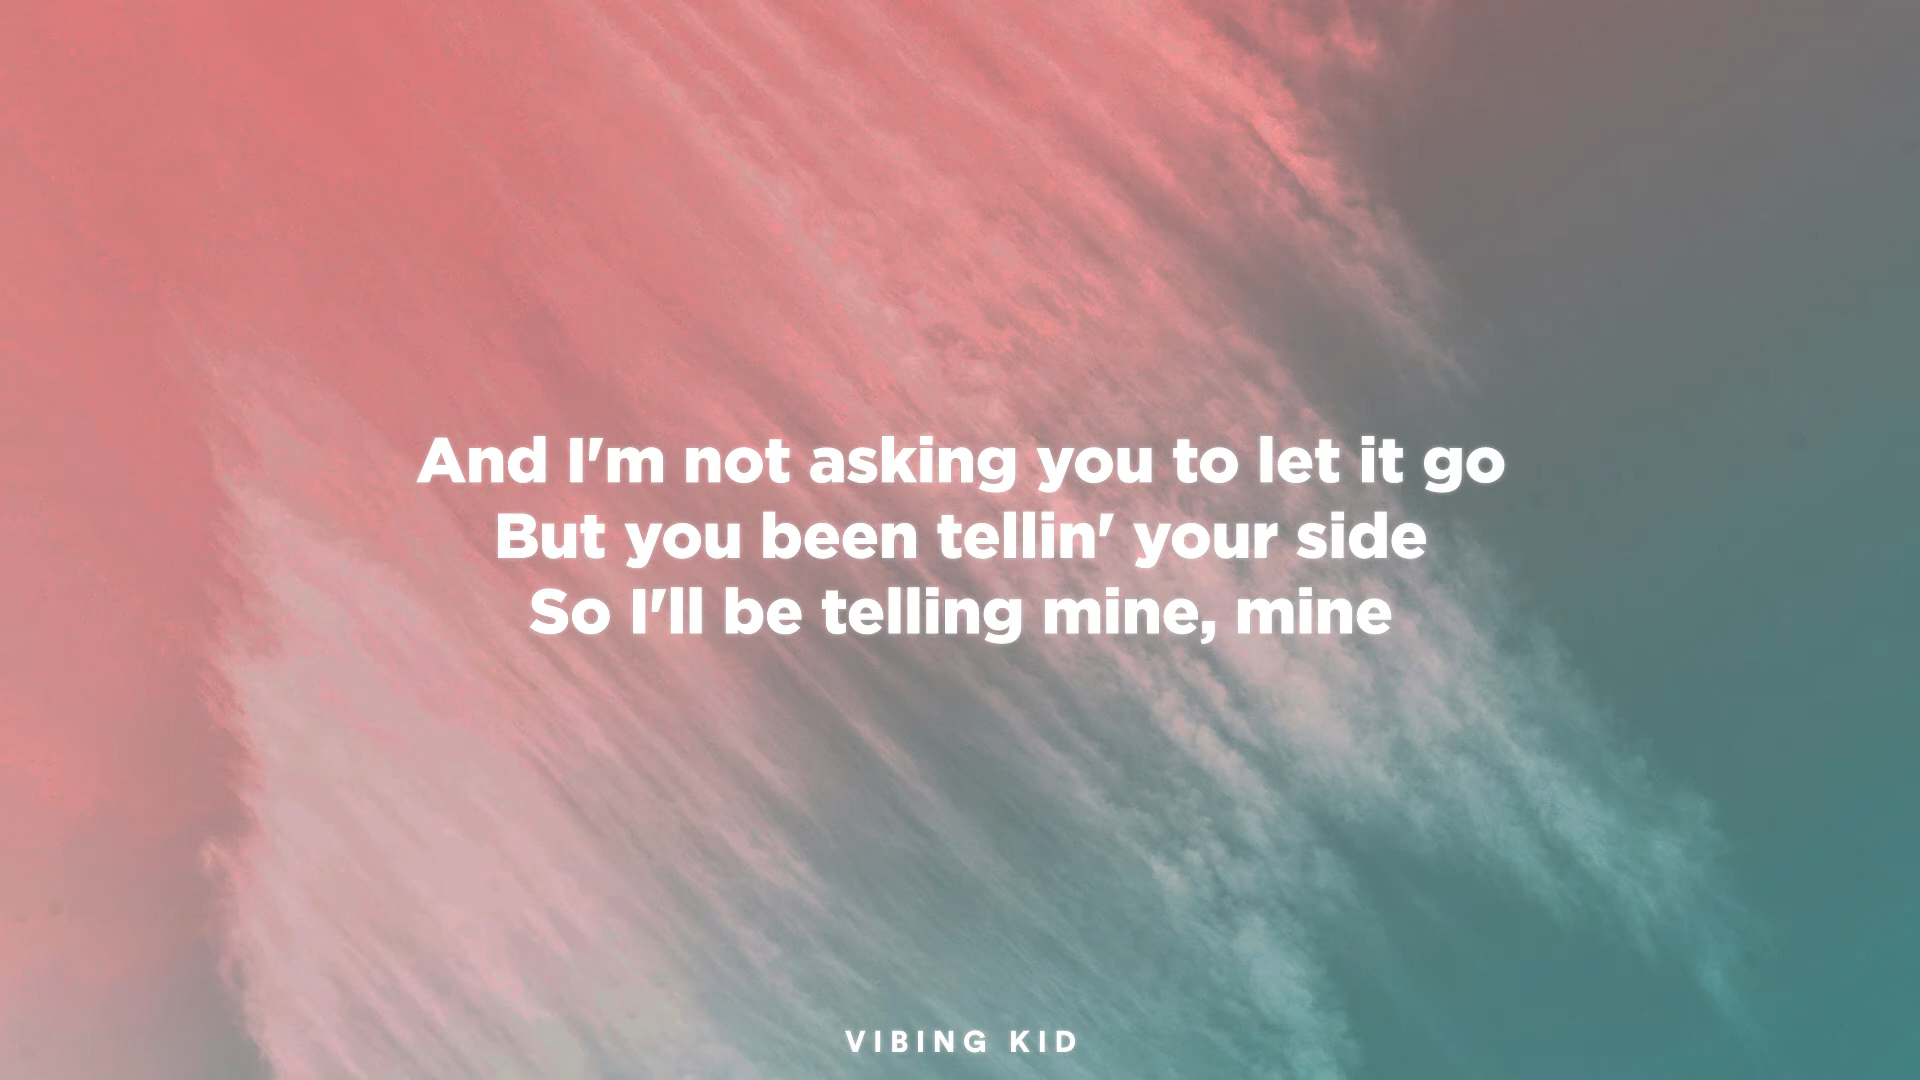 And I'm not asking you to let it go
But you been tellin' your side
So I'll be telling mine, mine
VIBING KID